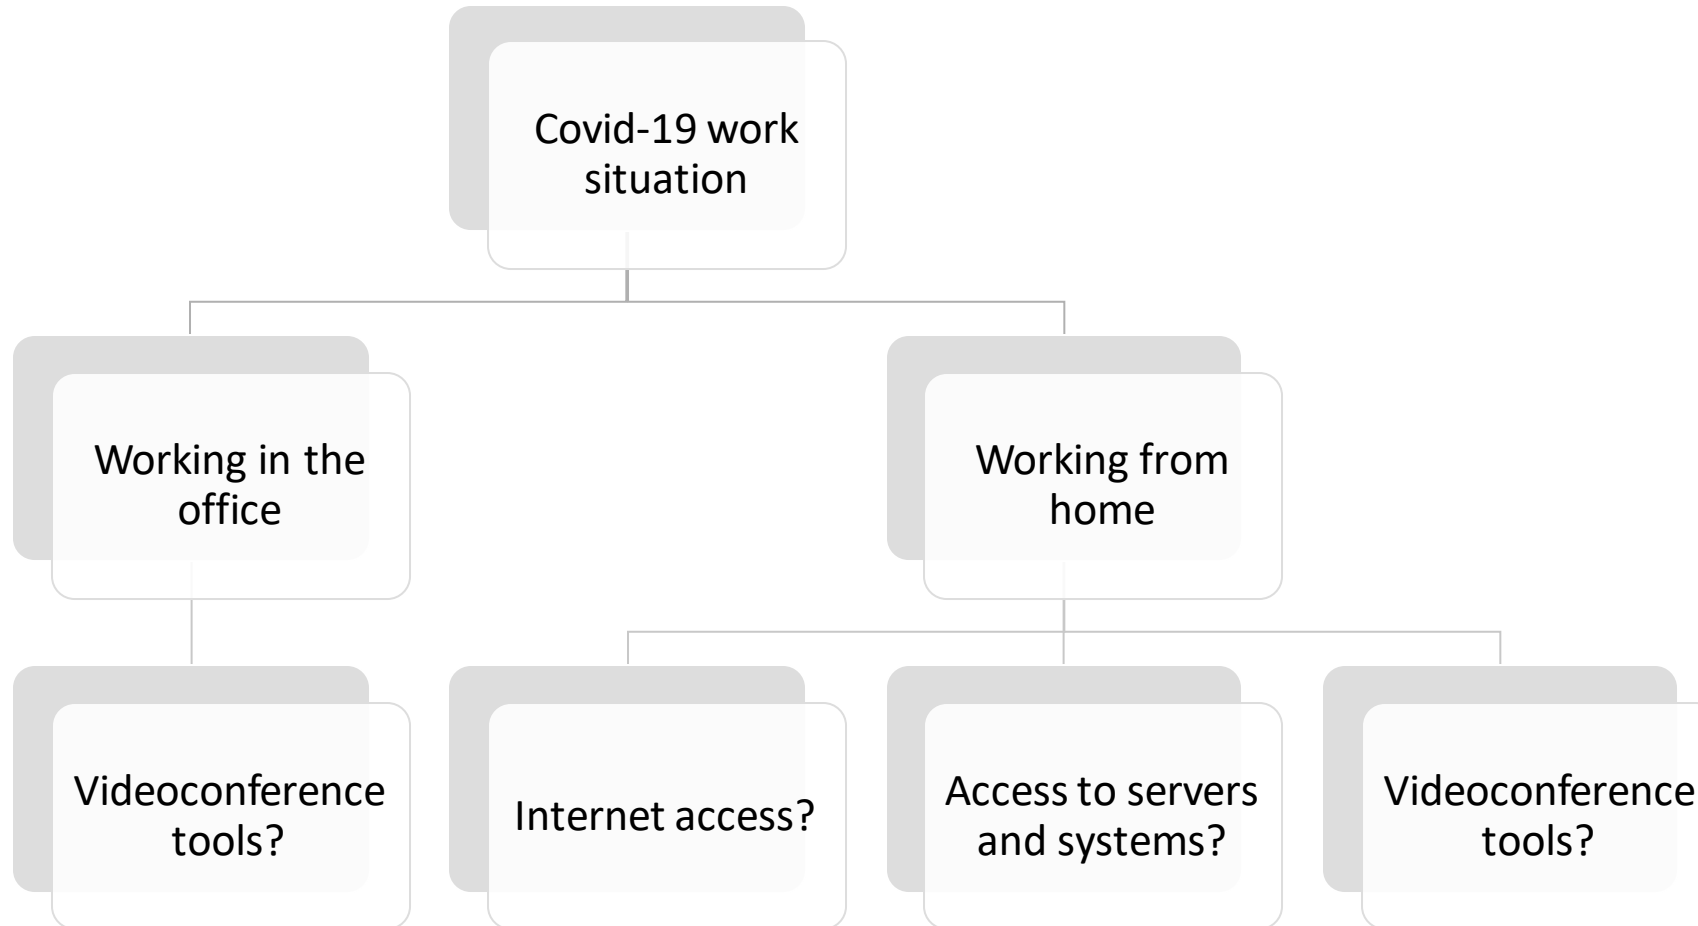 Covid-19 work
situation
Working in the
office
Working from
home
Videoconference
tools?
Internet access?
Access to servers
and systems?
Videoconference
tools?